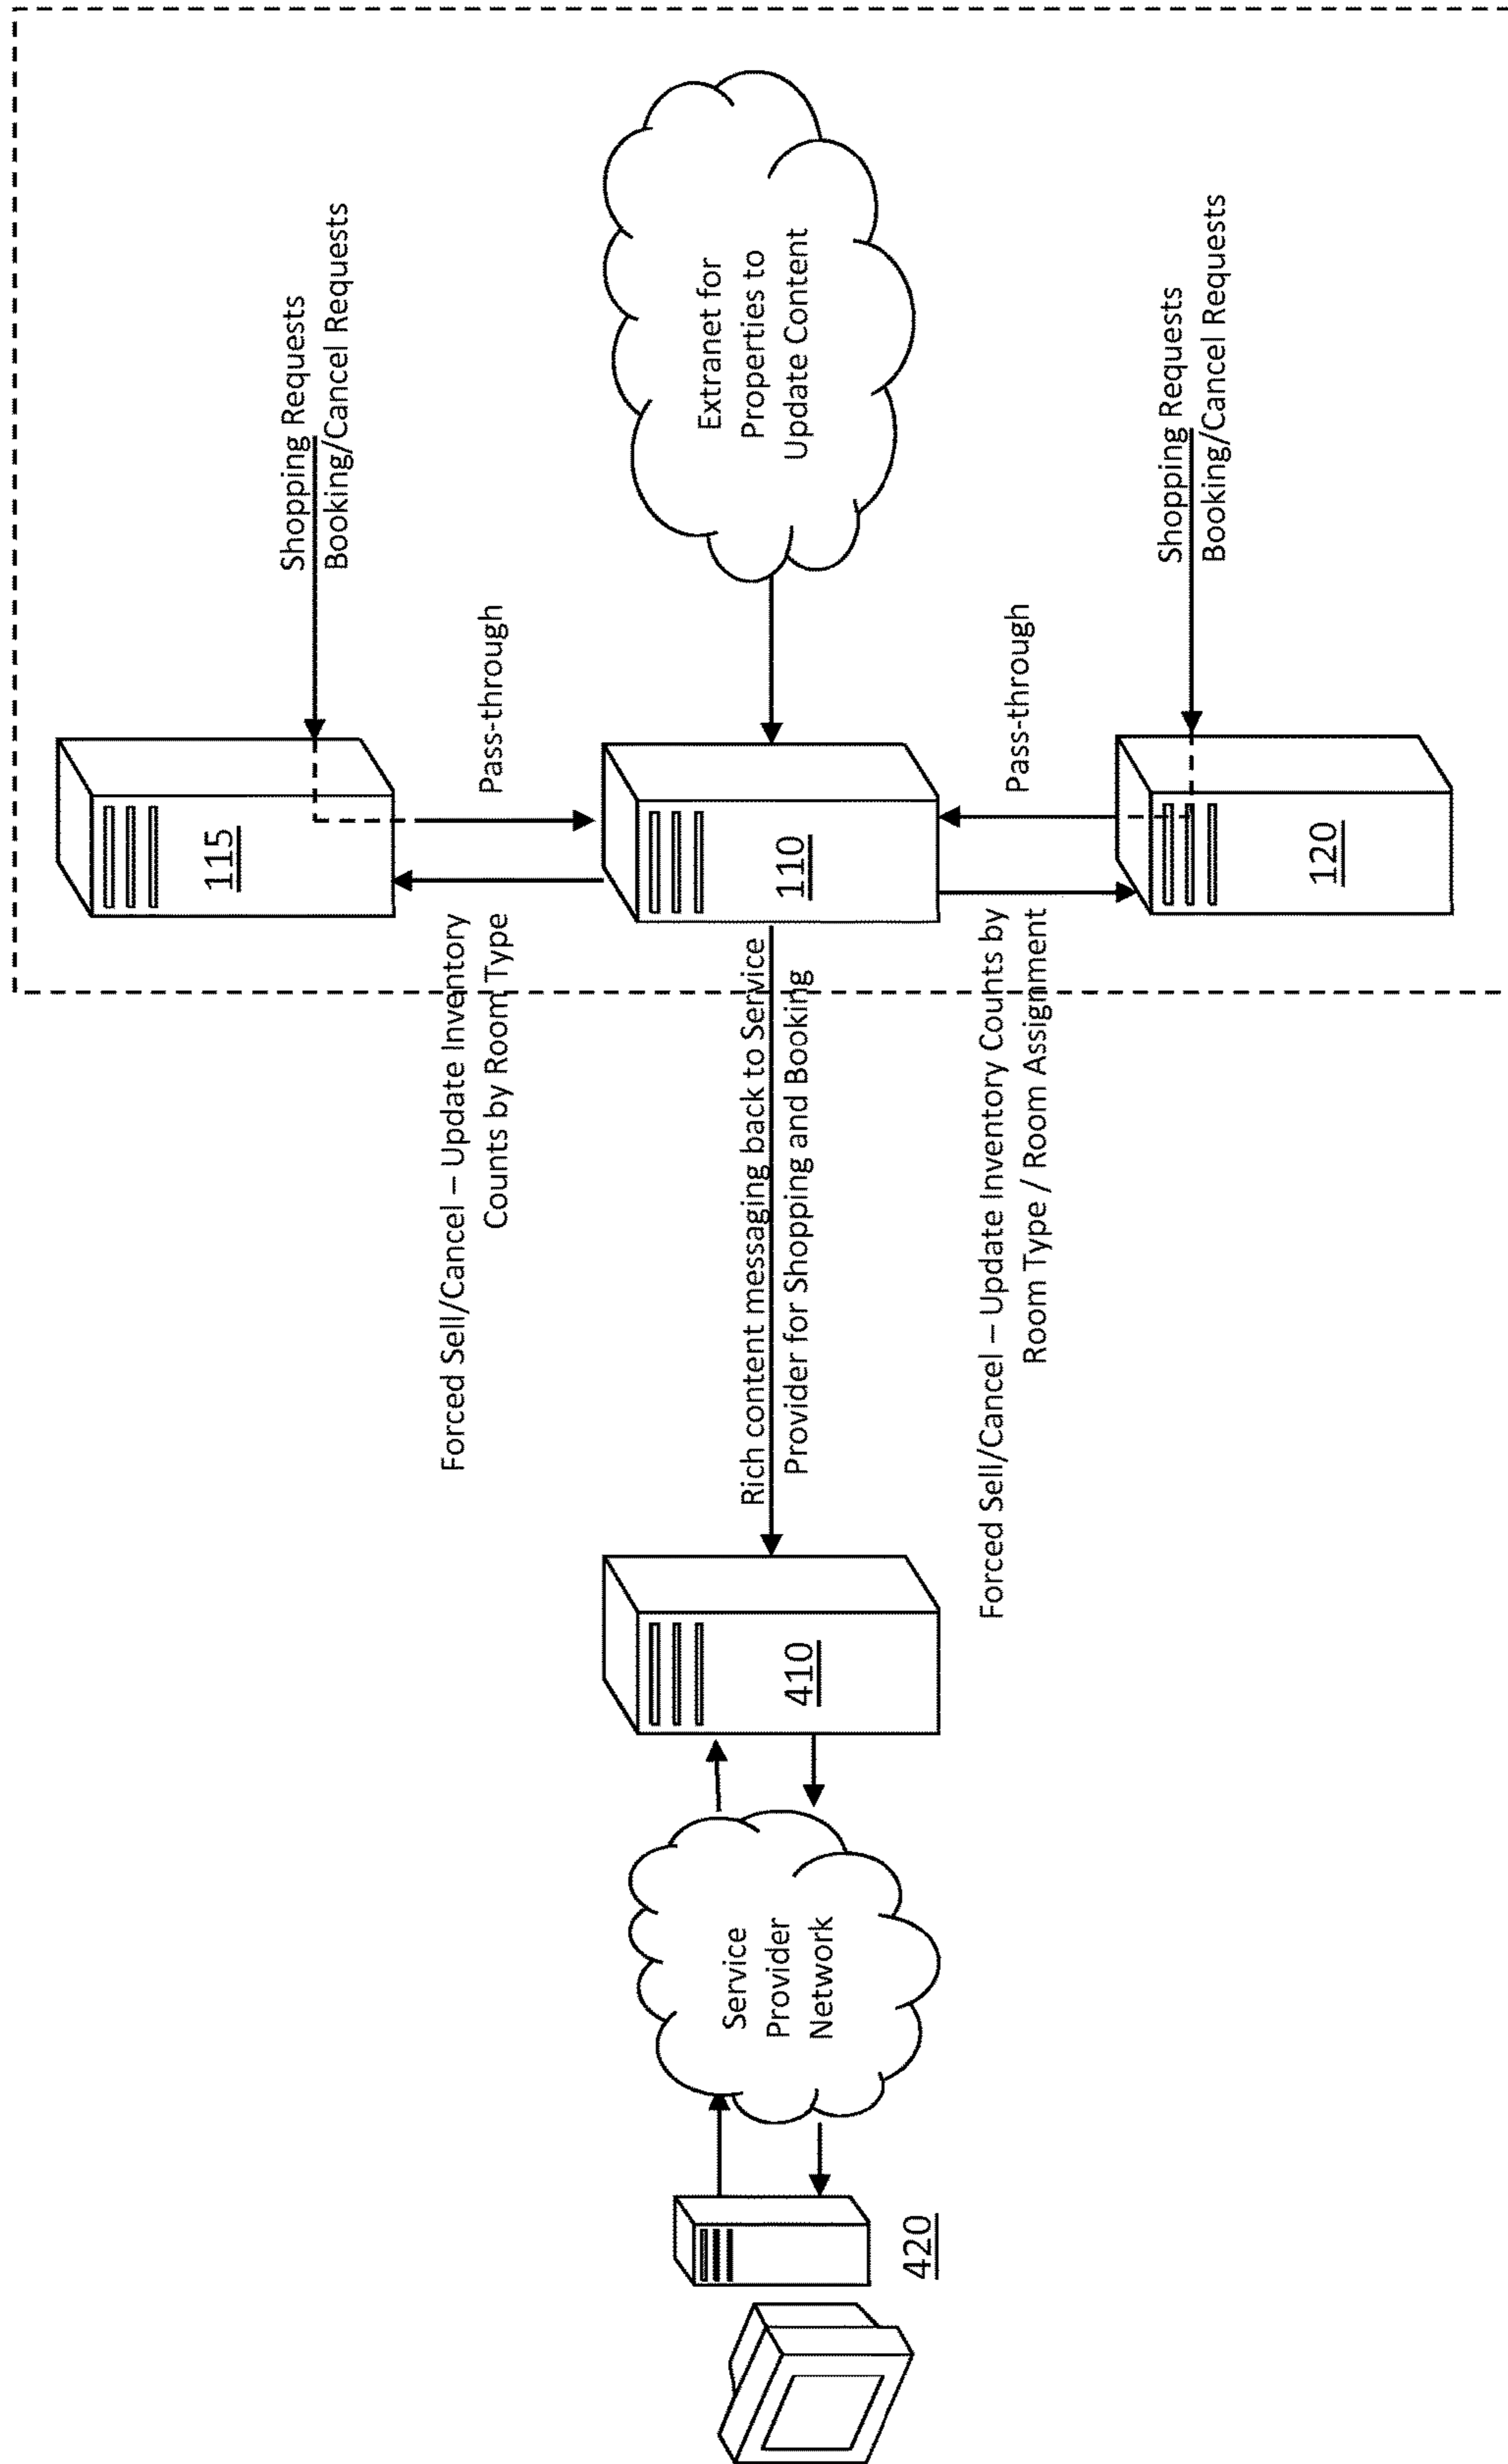 Shopping Requests
Booking/Cancel Requests
Pass-through
115
Forced Sell/Cancel – Update Inventory
Counts by Room Type
Extranet for
Properties to
Update Content
110
Rich content messaging back to Service
Provider for Shopping and Booking
410
Service
Provider
Network
420
Pass-through
Forced Sell/Cancel – Update Inventory Counts by
Room Type / Room Assignment
Shopping Requests
Booking/Cancel Requests
120